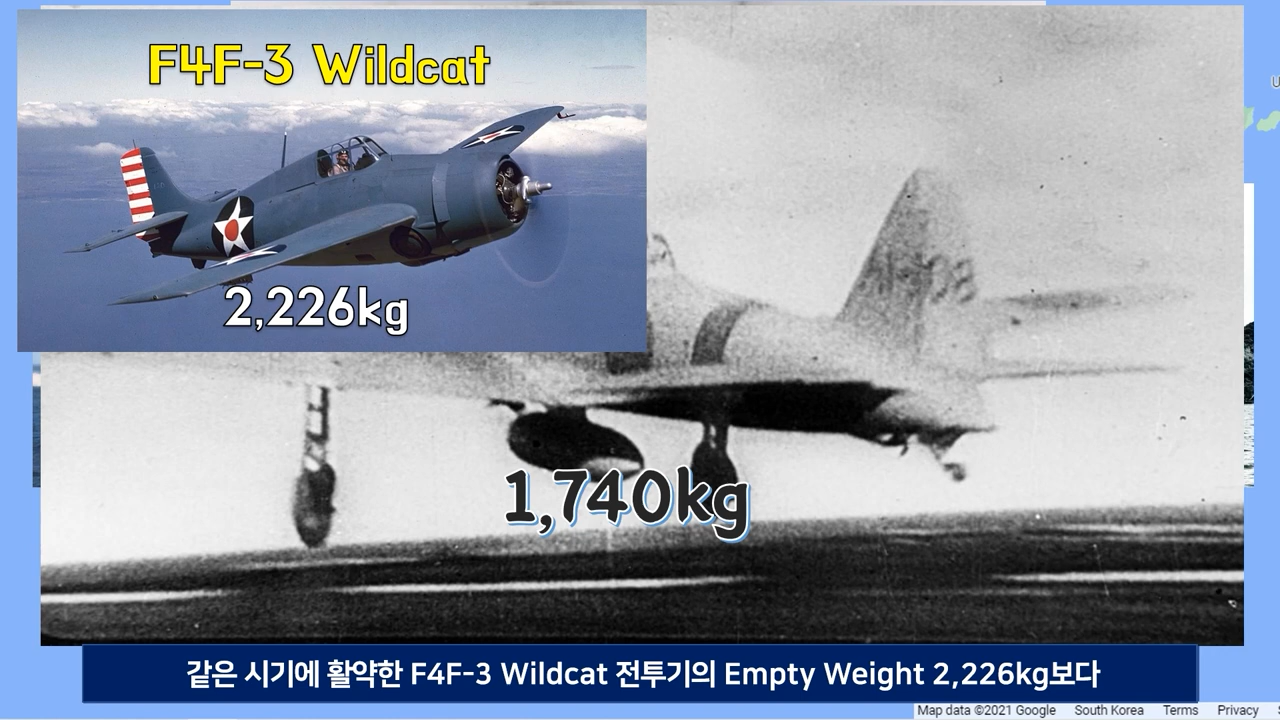 F4F-3 Wildcat
2,226kg
1,740kg
같은 시기에 활약한 F4F-3 Wildcat 전투기의 Empty Weight 2,226kg보다
Map data ©2021 Google South Korea Terms Privacy